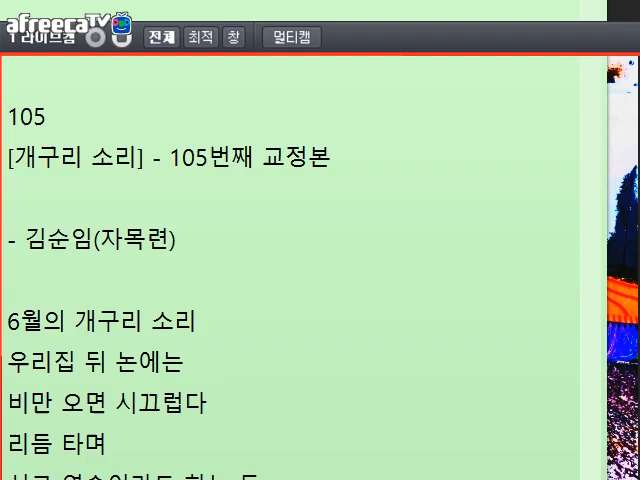 afreecaTV
라이브캠 전체 최적 창 멀티캠
105
[개구리 소리] - 105번째 교정본
- 김순임(자목련)
6월의 개구리 소리
우리집 뒤 논에는
비만 오면 시끄럽다
리듬 타며